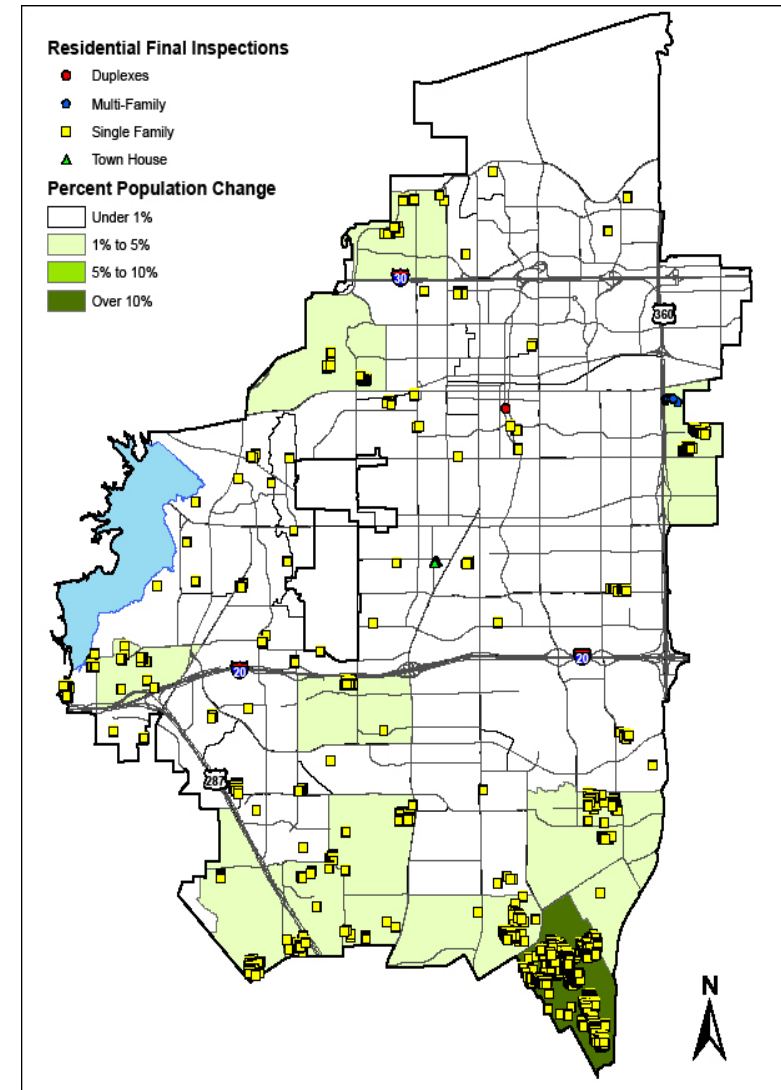 Residential Final Inspections
Duplexes
Multi-Family
Single Family
Town House
Percent Population Change
Under 1%
1% to 5%
5% to 10%
Over 10%
30
360
20
20
287
N